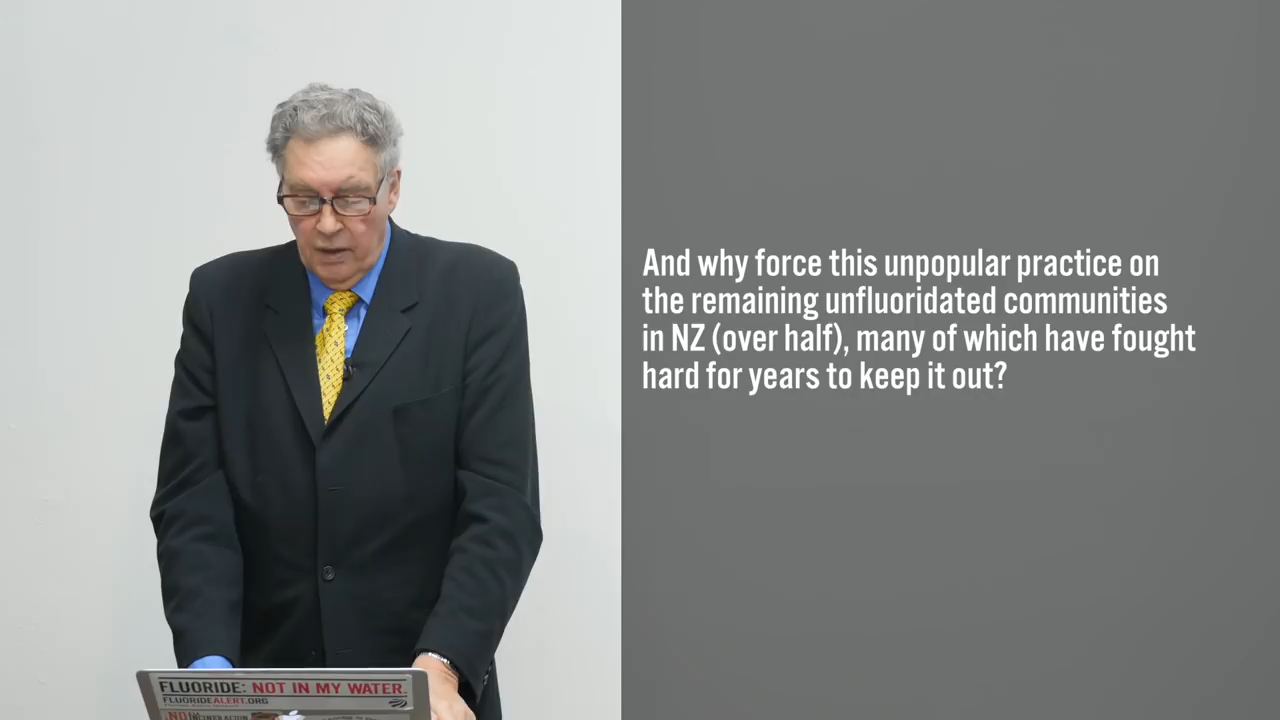 And why force this unpopular practice on
the remaining unfluoridated communities
in NZ (over half), many of which have fought
hard for years to keep it out?
FLUORIDE: NOT IN MY WATER.
FLUORIDEALERT.ORG